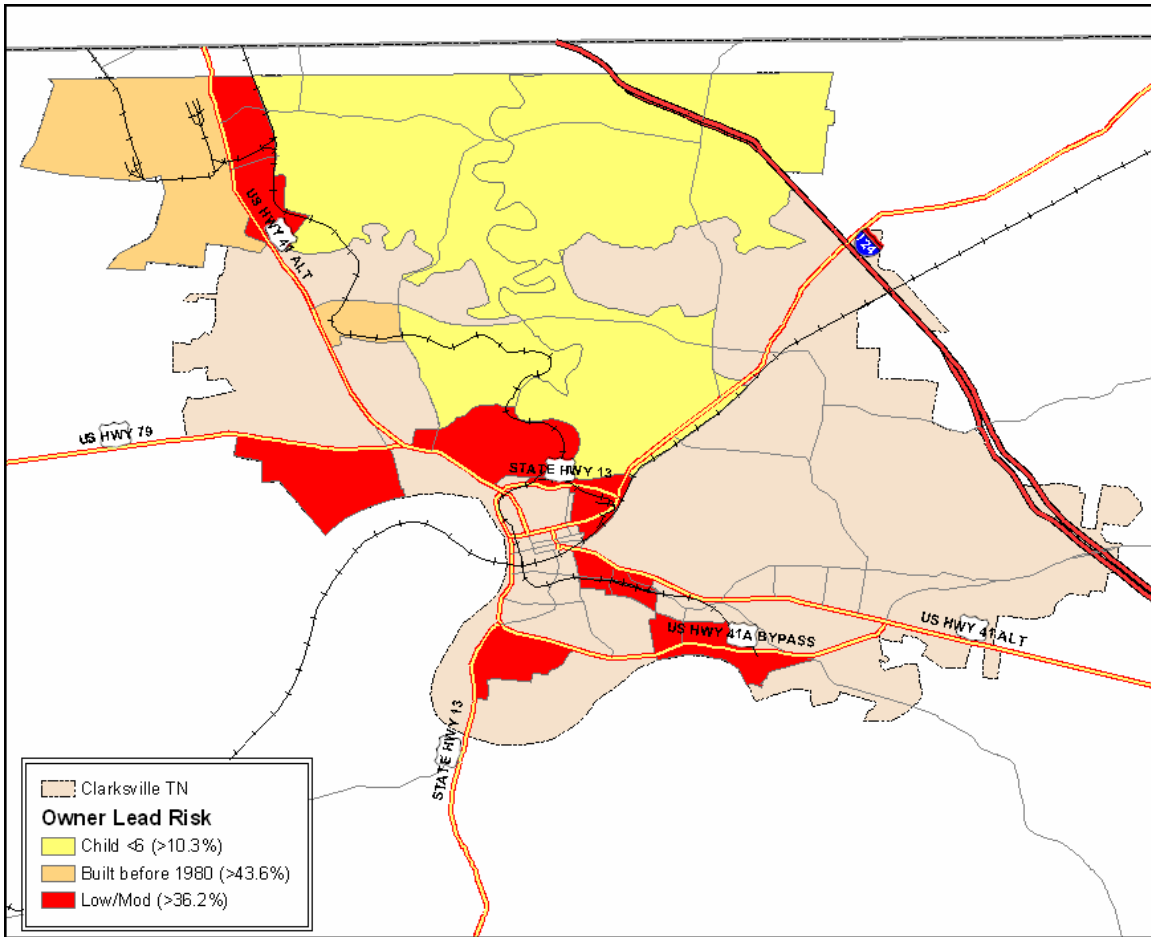 US HWY 41 ALT
I 24
US HWY 79
STATE HWY 13
US HWY 41A BYPASS
US HWY 41 ALT
STATE HWY 13
Clarksville TN
Owner Lead Risk
Child <6 (>10.3%)
Built before 1980 (>43.6%)
Low/Mod (>36.2%)